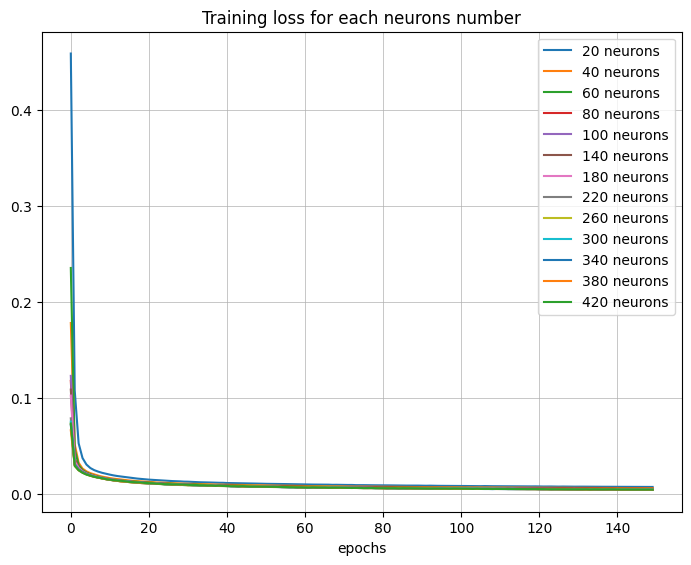 Training loss for each neurons number
20 neurons
40 neurons
60 neurons
80 neurons
100 neurons
140 neurons
180 neurons
220 neurons
260 neurons
300 neurons
340 neurons
380 neurons
420 neurons
0.4
0.3
0.2
0.1
0.0
0 20 40 60 80 100 120 140
epochs